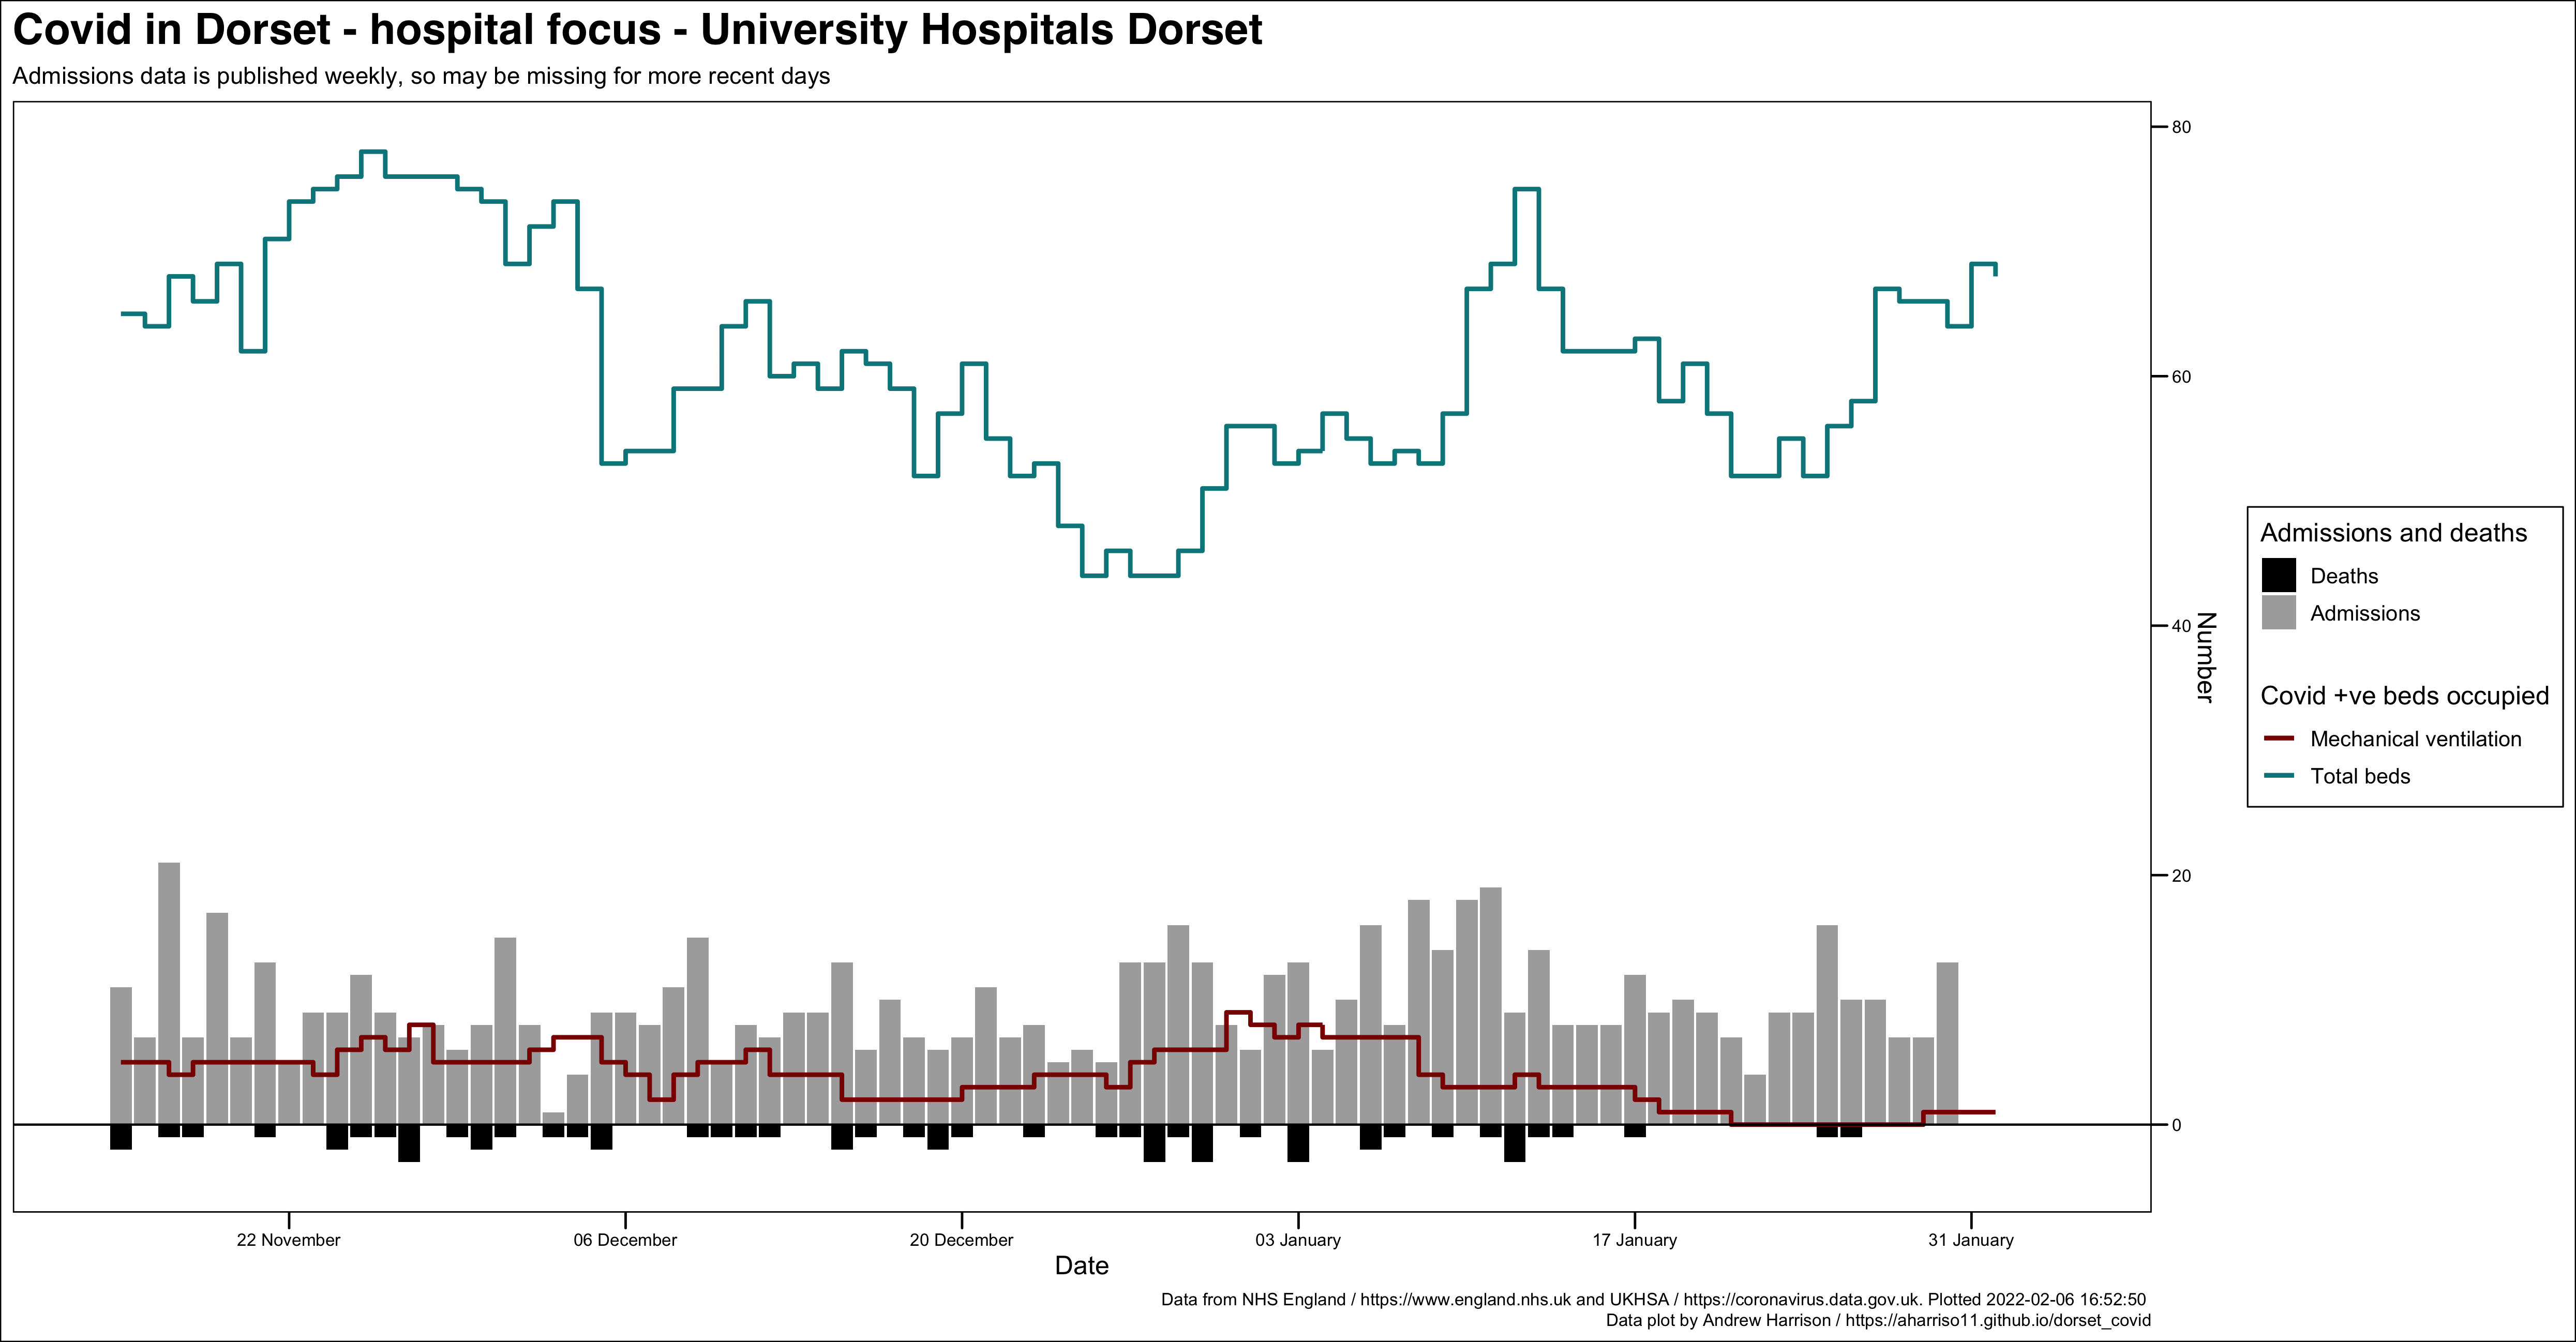 Covid in Dorset - hospital focus - University Hospitals Dorset
Admissions data is published weekly, so may be missing for more recent days
80
60
40
20
0
Number
Admissions and deaths
Deaths
Admissions
Covid +ve beds occupied
Mechanical ventilation
Total beds
22 November
06 December
20 December
03 January
17 January
31 January
Date
Data from NHS England / https://www.england.nhs.uk and UKHSA / https://coronavirus.data.gov.uk. Plotted 2022-02-06 16:52:50
Data plot by Andrew Harrison / https://aharriso11.github.io/dorset_covid